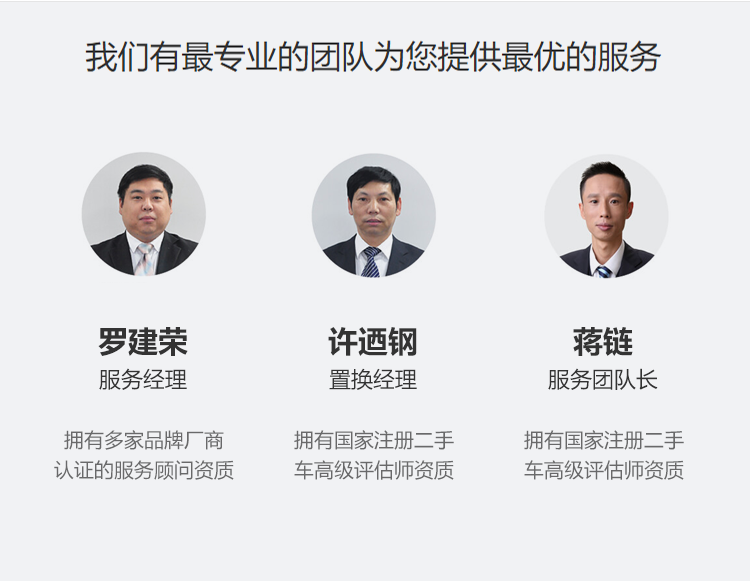 我们有最专业的团队为您提供最优的服务
罗建荣
许迺钢
蒋链
服务经理
置换经理
服务团队长
拥有多家品牌厂商
认证的服务顾问资质
拥有国家注册二手
车高级评估师资质
拥有国家注册二手
车高级评估师资质